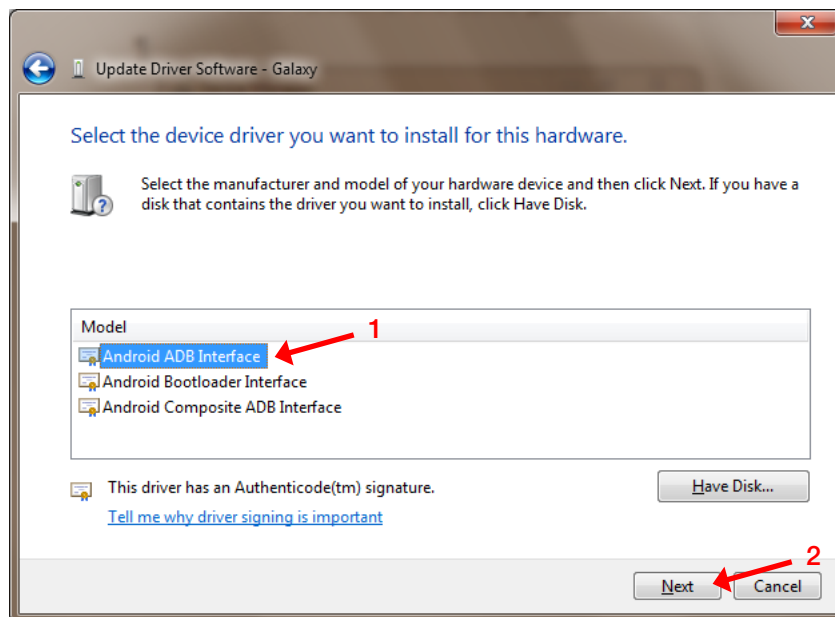 X
Update Driver Software - Galaxy
Select the device driver you want to install for this hardware.
Select the manufacturer and model of your hardware device and then click Next. If you have a
disk that contains the driver you want to install, click Have Disk.
Model
1
Android ADB Interface
Android Bootloader Interface
Android Composite ADB Interface
This driver has an Authenticode(tm) signature.
Have Disk...
Tell me why driver signing is important
2
Next
Cancel